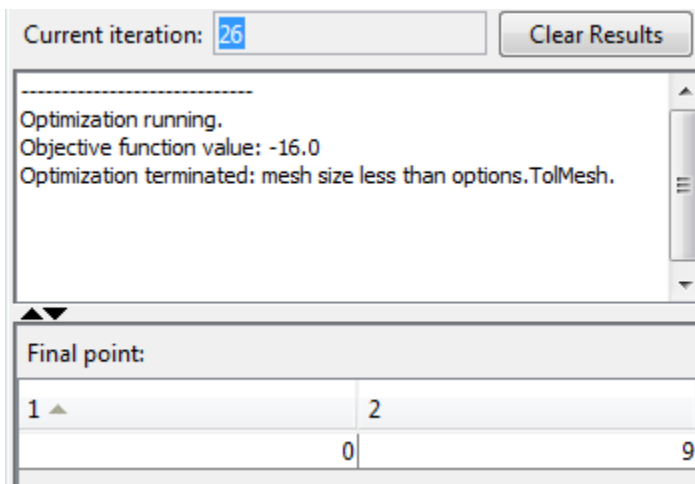 Current iteration: 26 Clear Results
------------------------------
Optimization running.
Objective function value: -16.0
Optimization terminated: mesh size less than options.TolMesh.
Final point:
1 2
0 9